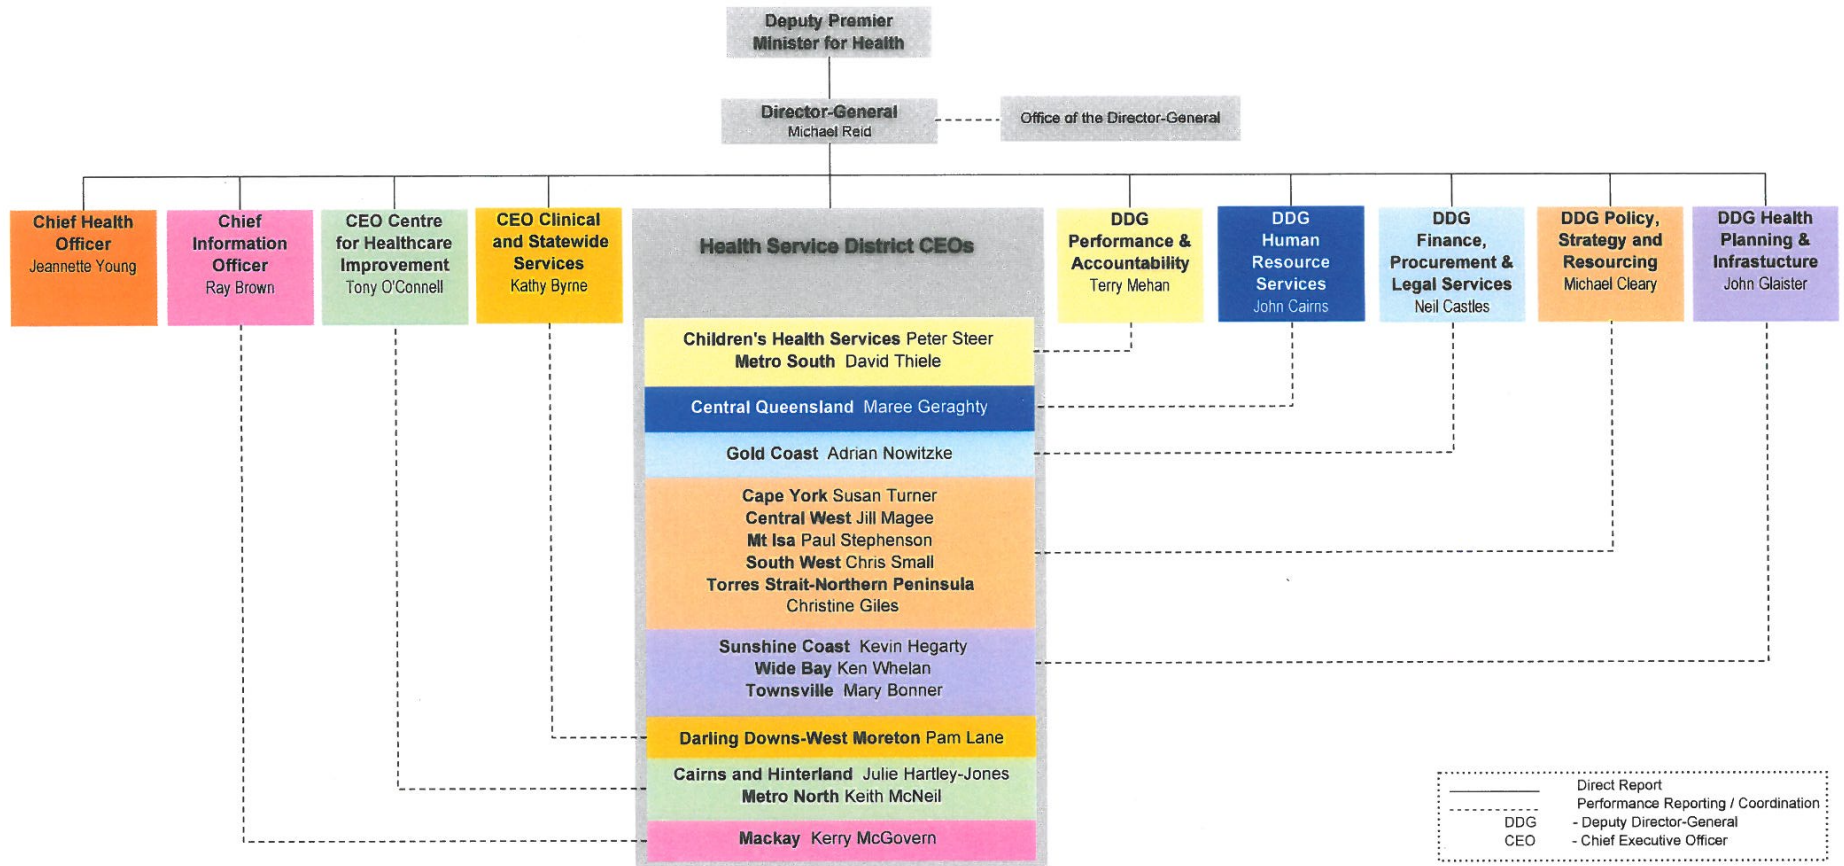 Deputy Premier
Minister for Health
Director-General
Michael Reid
Office of the Director-General
Chief Health
Officer
Jeannette Young
Chief
Information
Officer
Ray Brown
CEO Centre
for Healthcare
Improvement
Tony O'Connell
CEO Clinical
and Statewide
Services
Kathy Byrne
Health Service District CEOs
DDG
Performance &
Accountability
Terry Mehan
DDG
Human
Resource
Services
John Cairns
DDG
Finance,
Procurement &
Legal Services
Neil Castles
DDG Policy,
Strategy and
Resourcing
Michael Cleary
DDG Health
Planning &
Infrastucture
John Glaister
Children's Health Services Peter Steer
Metro South David Thiele
Central Queensland Maree Geraghty
Gold Coast Adrian Nowitzke
Cape York Susan Turner
Central West Jill Magee
Mt Isa Paul Stephenson
South West Chris Small
Torres Strait-Northern Peninsula
Christine Giles
Sunshine Coast Kevin Hegarty
Wide Bay Ken Whelan
Townsville Mary Bonner
Darling Downs-West Moreton Pam Lane
Cairns and Hinterland Julie Hartley-Jones
Metro North Keith McNeil
Mackay Kerry McGovern
Direct Report
Performance Reporting / Coordination
DDG - Deputy Director-General
CEO - Chief Executive Officer